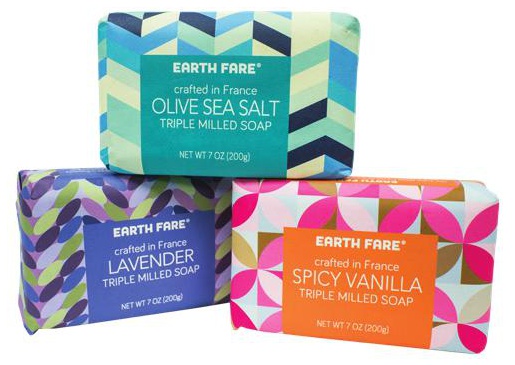 EARTH FARE®
crafted in France
OLIVE SEA SALT
TRIPLE MILLED SOAP
NET WT 7 OZ (200g)
EARTH FARE®
crafted in France
LAVENDER
TRIPLE MILLED SOAP
NET WT 7 OZ (200g)
EARTH FARE®
crafted in France
SPICY VANILLA
TRIPLE MILLED SOAP
NET WT 7 OZ (200g)